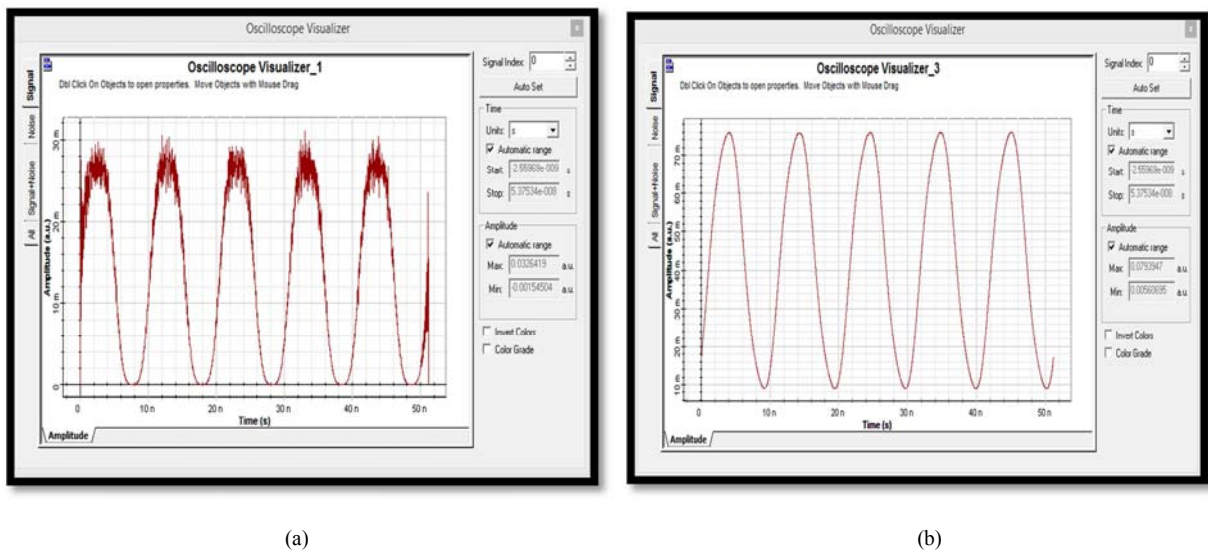 Oscilloscope Visualizer
x
Oscilloscope Visualizer_1
Dbl Click On Objects to open properties. Move Objects with Mouse Drag
Signal
Noise
Signal+Noise
All
Amplitude (a.u.)
30 m
20 m
10 m
0
0 10 n 20 n 30 n 40 n 50 n
Time (s)
Amplitude
Signal Index: 0
Auto Set
Time
Units: s
Automatic range
Start: -2.55969e-009 s
Stop: 5.37534e-008 s
Amplitude
Automatic range
Max: 0.0326419 a.u.
Min: -0.00154504 a.u.
Invert Colors
Color Grade
(a)
Oscilloscope Visualizer
x
Oscilloscope Visualizer_3
Dbl Click On Objects to open properties. Move Objects with Mouse Drag
Signal
Noise
Signal+Noise
All
Amplitude (a.u.)
70 m
60 m
50 m
40 m
30 m
20 m
10 m
0 10 n 20 n 30 n 40 n 50 n
Time (s)
Amplitude
Signal Index: 0
Auto Set
Time
Units: s
Automatic range
Start: -2.55969e-009 s
Stop: 5.37534e-008 s
Amplitude
Automatic range
Max: 0.0793947 a.u.
Min: 0.00560695 a.u.
Invert Colors
Color Grade
(b)